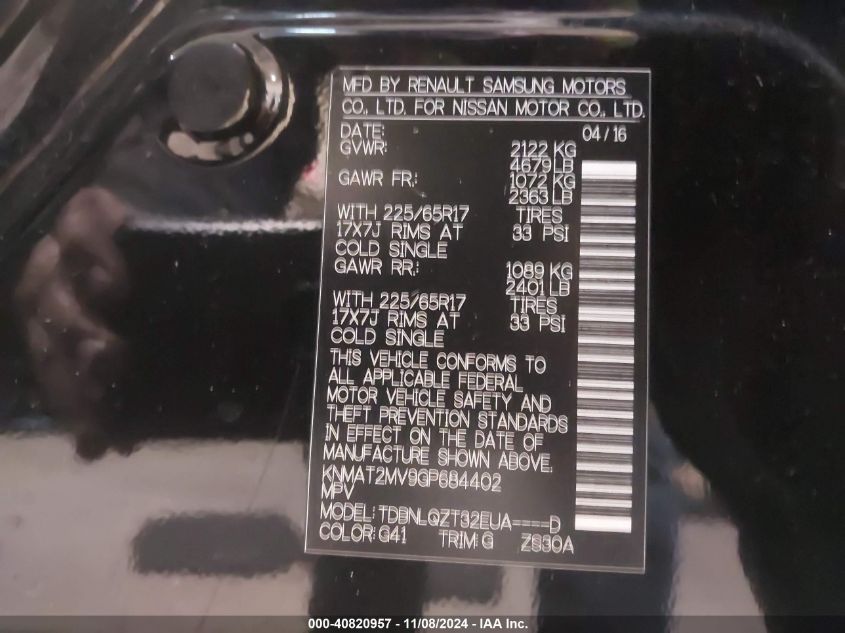 MFD BY RENAULT SAMSUNG MOTORS
CO., LTD. FOR NISSAN MOTOR CO., LTD.
DATE: 04/16
GVWR: 2122 KG
4679 LB
GAWR FR.: 1072 KG
2363 LB
WITH 225/65R17 TIRES
17X7J RIMS AT 33 PSI
COLD SINGLE
GAWR RR.: 1089 KG
2401 LB
WITH 225/65R17 TIRES
17X7J RIMS AT 33 PSI
COLD SINGLE
THIS VEHICLE CONFORMS TO
ALL APPLICABLE FEDERAL
MOTOR VEHICLE SAFETY AND
THEFT PREVENTION STANDARDS
IN EFFECT ON THE DATE OF
MANUFACTURE SHOWN ABOVE.
KNMAT2MV9GP684402
MPV
MODEL: TDBNLQZT32EUA----D
COLOR: G41 TRIM: G ZS30A
000-40820957 - 11/08/2024 - IAA Inc.